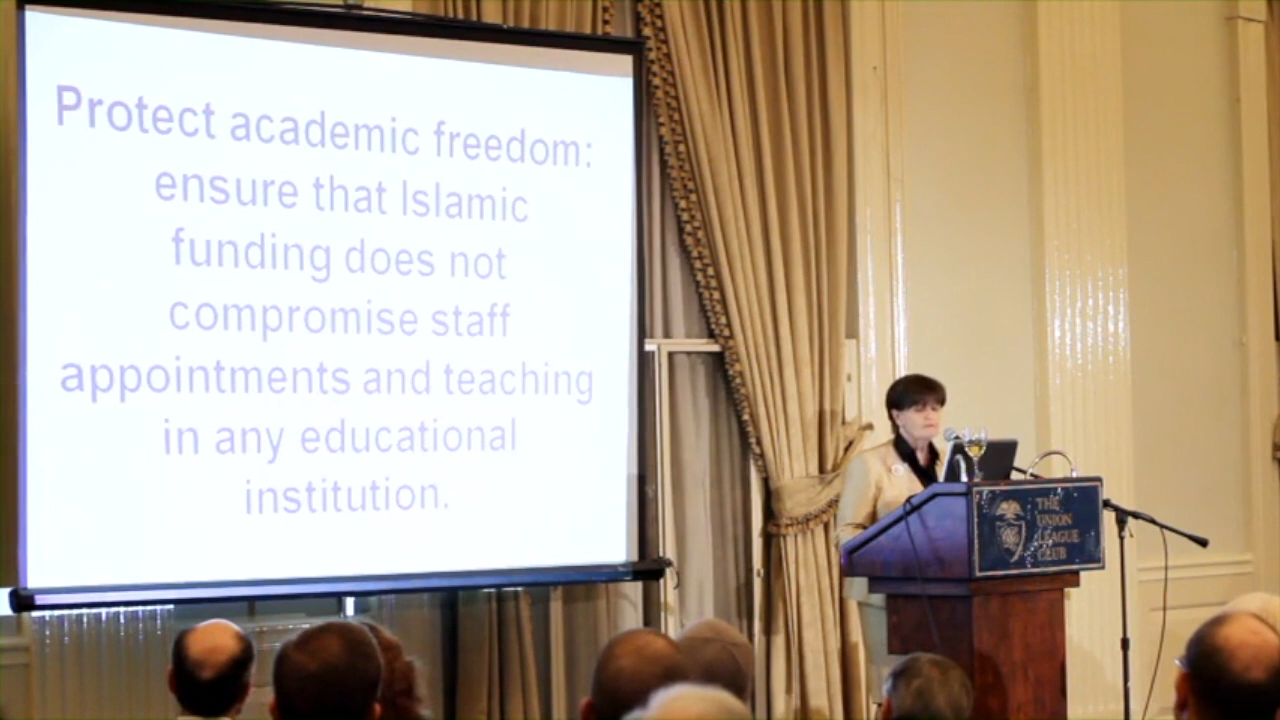 Protect academic freedom:
ensure that Islamic
funding does not
compromise staff
appointments and teaching
in any educational
institution.
THE
UNION
LEAGUE
CLUB